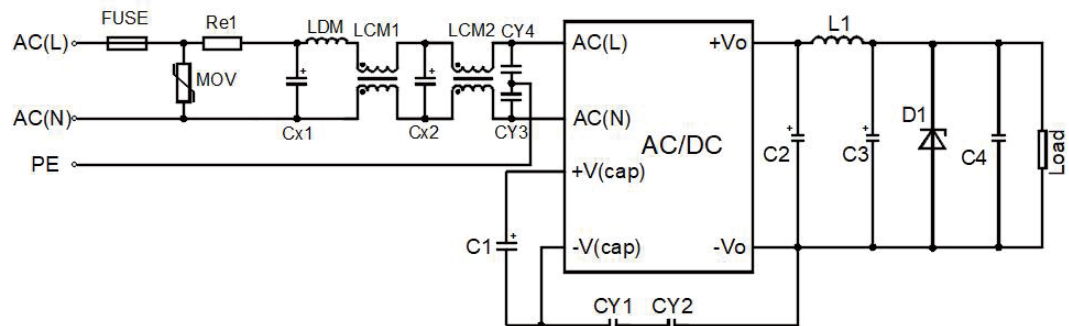 FUSE
Re1
LDM
LCM1
LCM2
CY4
AC(L)
MOV
AC(N)
Cx1
Cx2
CY3
PE
AC(L)
+Vo
AC(N)
AC/DC
+V(cap)
-V(cap)
-Vo
L1
C2
+
C3
+
D1
C4
Load
C1
+
+
+
CY1
CY2